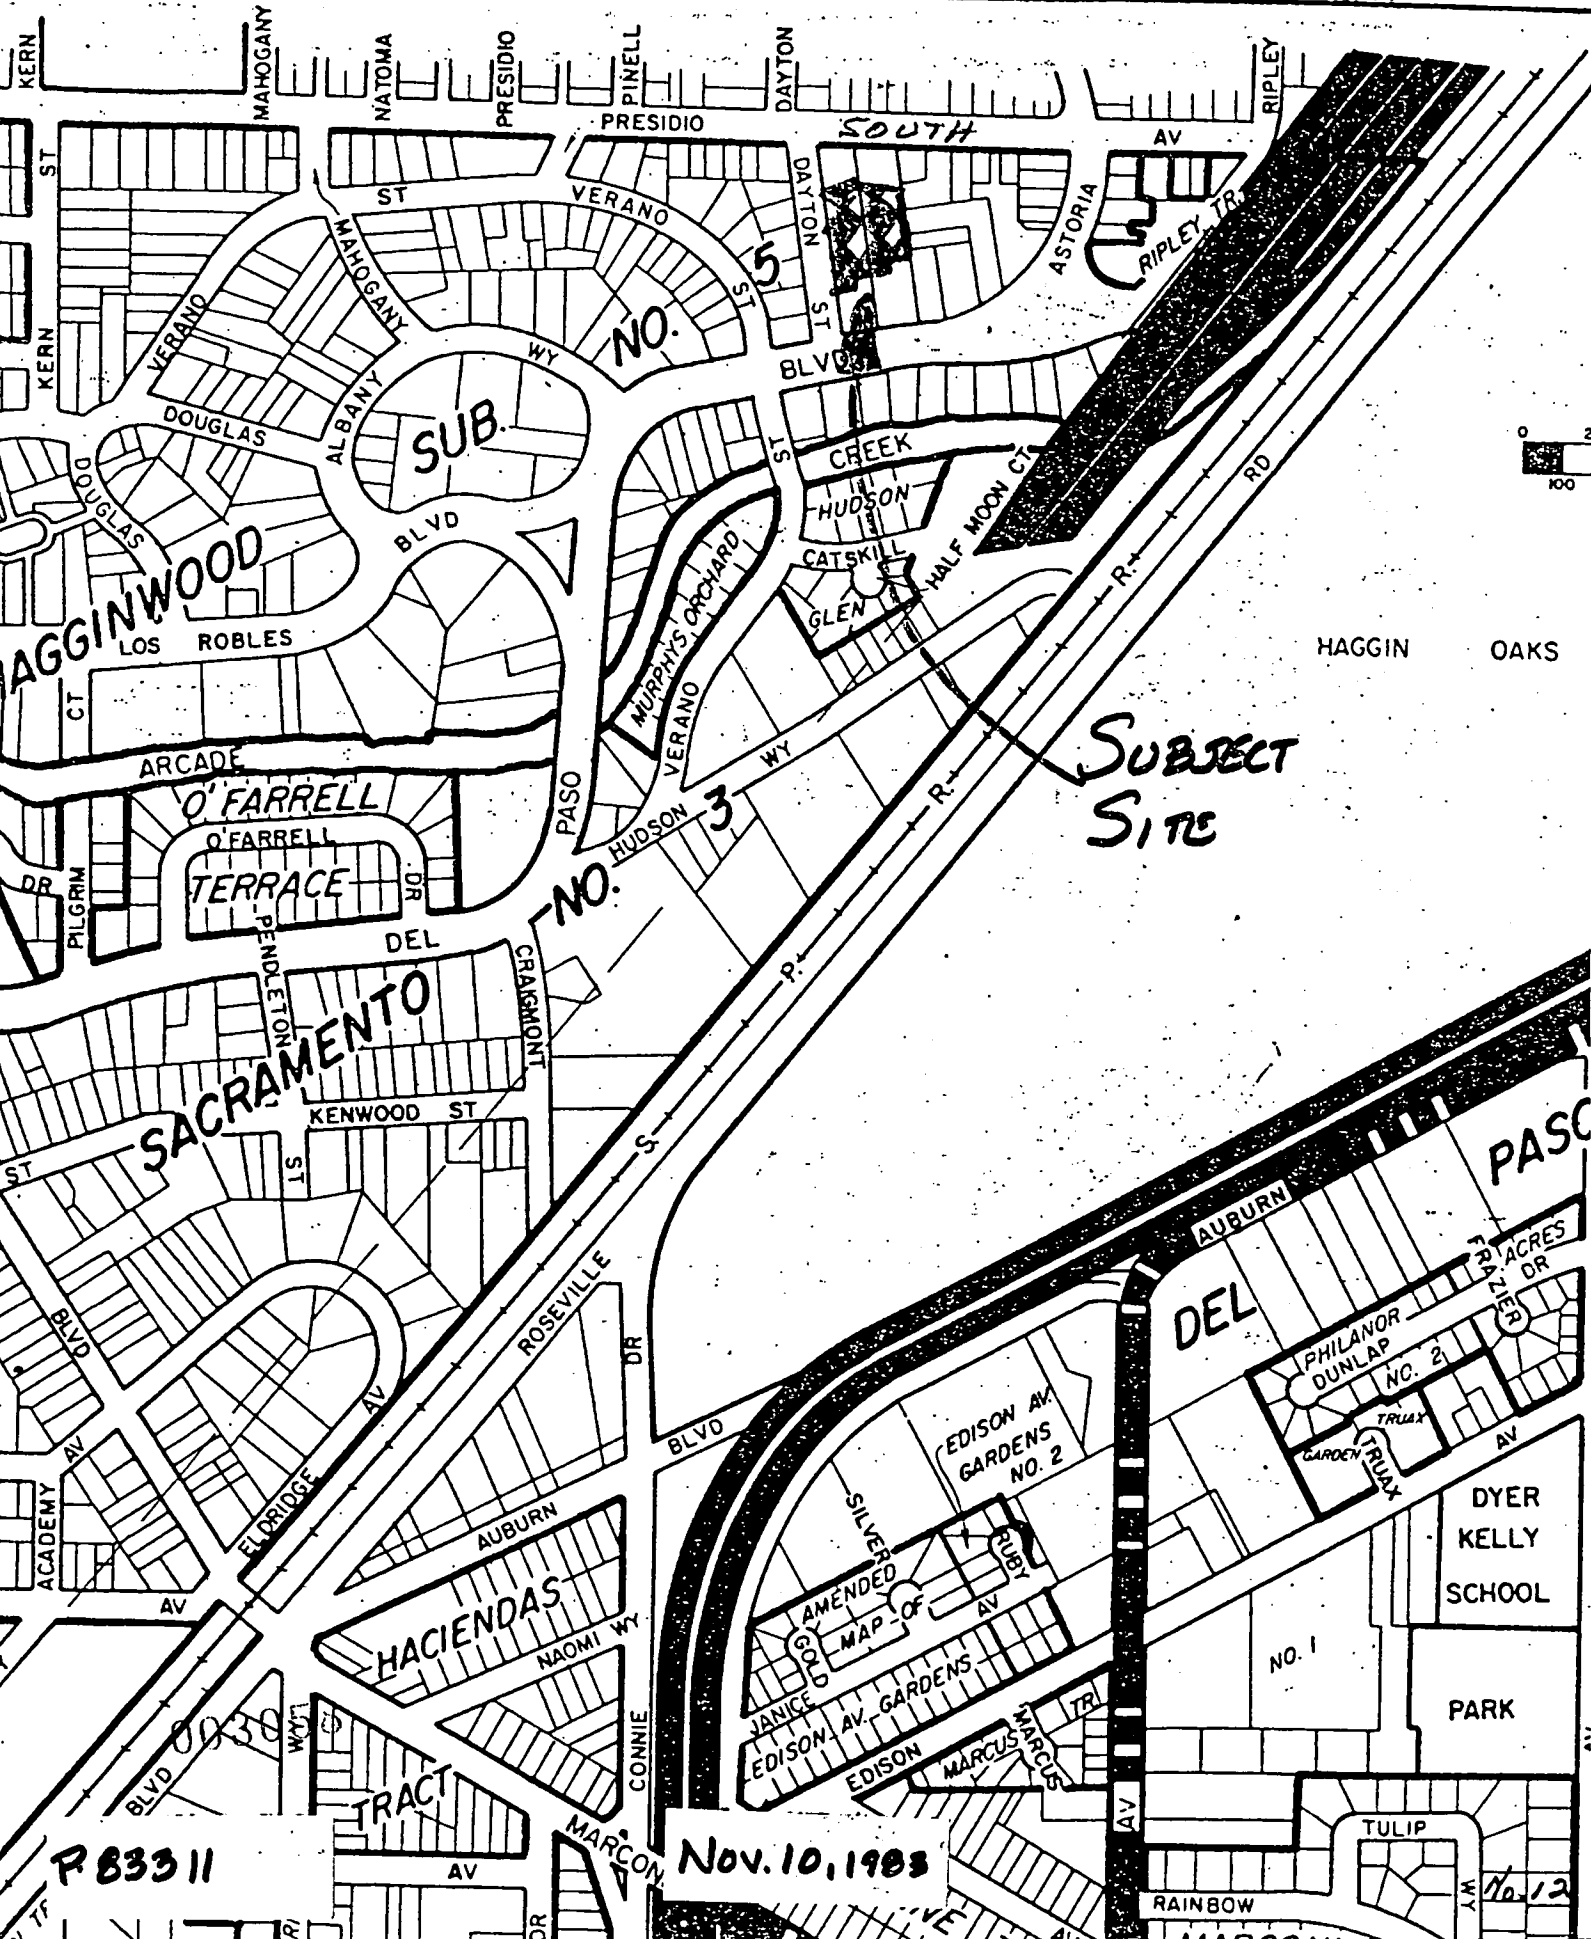 KERN
MAHOGANY
NATOMA
PRESIDIO
PINELL
DAYTON
RIPLEY
PRESIDIO
SOUTH
AV
ST
KERN
ST
VERANO
ST
MAHOGANY
VERANO
DAYTON
ST
ASTORIA
RIPLEY TR.
NO. 5
WY
BLVD
ALBANY
DOUGLAS
DOUGLAS
SUB.
ST
CREEK
HUDSON
CATSKILL
GLEN
HALF MOON CT
RD
0
100
BLVD
HAGGINWOOD
LOS ROBLES
CT
MURPHYS ORCHARD
VERANO
HAGGIN OAKS
SUBJECT
SITE
ARCADE
O'FARRELL
O'FARRELL
TERRACE
DR
DR
PILGRIM
PASO
HUDSON
WY
NO. 3
DEL
PENDLETON
CRAIGMONT
SACRAMENTO
KENWOOD ST
ST
ST
S. P. R. R.
ROSEVILLE
DR
BLVD
AV
AV
ACADEMY
ELDRIDGE
AV
AUBURN
BLVD
AUBURN
DEL
PASO
FRAZIER
ACRES
DR
PHILANOR
DUNLAP
NO. 2
TRUAX
GARDEN
TRUAX
AV
EDISON AV.
GARDENS
NO. 2
SILVER
RUBY
AMENDED
MAP OF
GOLD
AV
JANICE
EDISON AV. GARDENS
EDISON
MARCUS
MARCUS
TR
DYER
KELLY
SCHOOL
NO. 1
PARK
HACIENDAS
NAOMI WY
CONNIE
WY
BLVD
TRACT
MARCON
AV
DR
AV
TULIP
WY
RAINBOW
P 83311
Nov. 10, 1983
No. 12